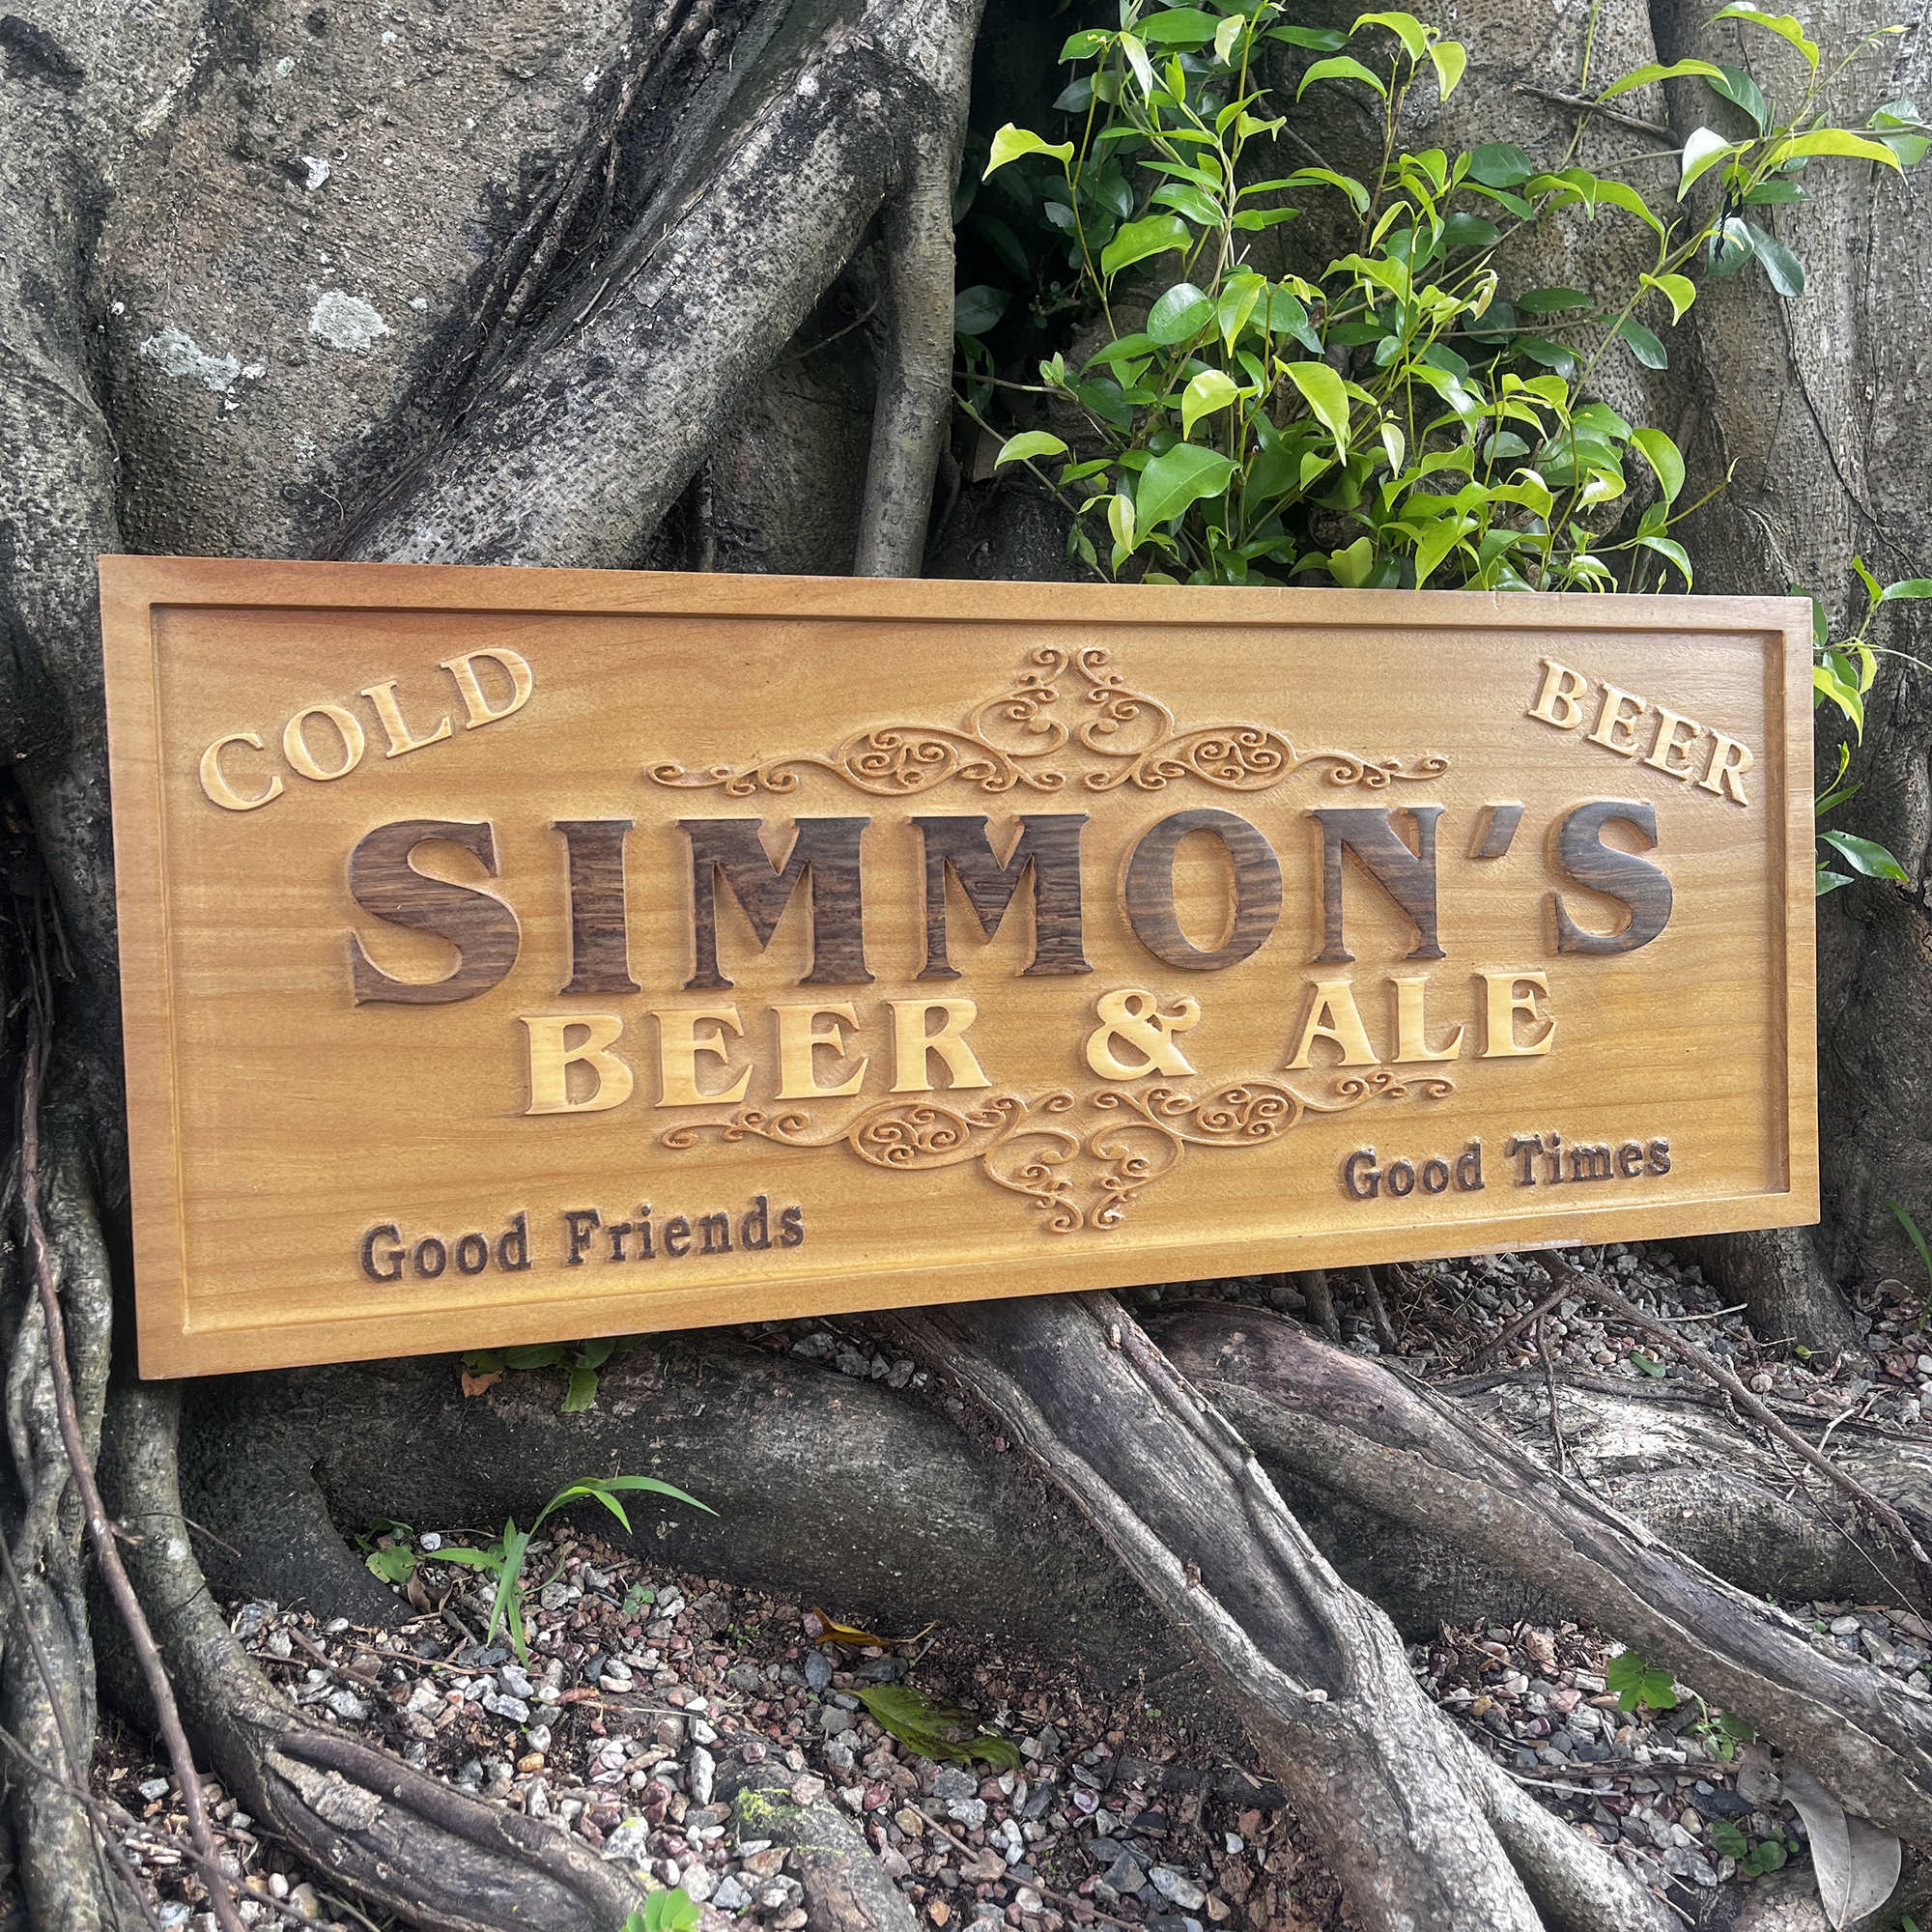 COLD
BEER
SIMMON'S
BEER & ALE
Good Friends
Good Times